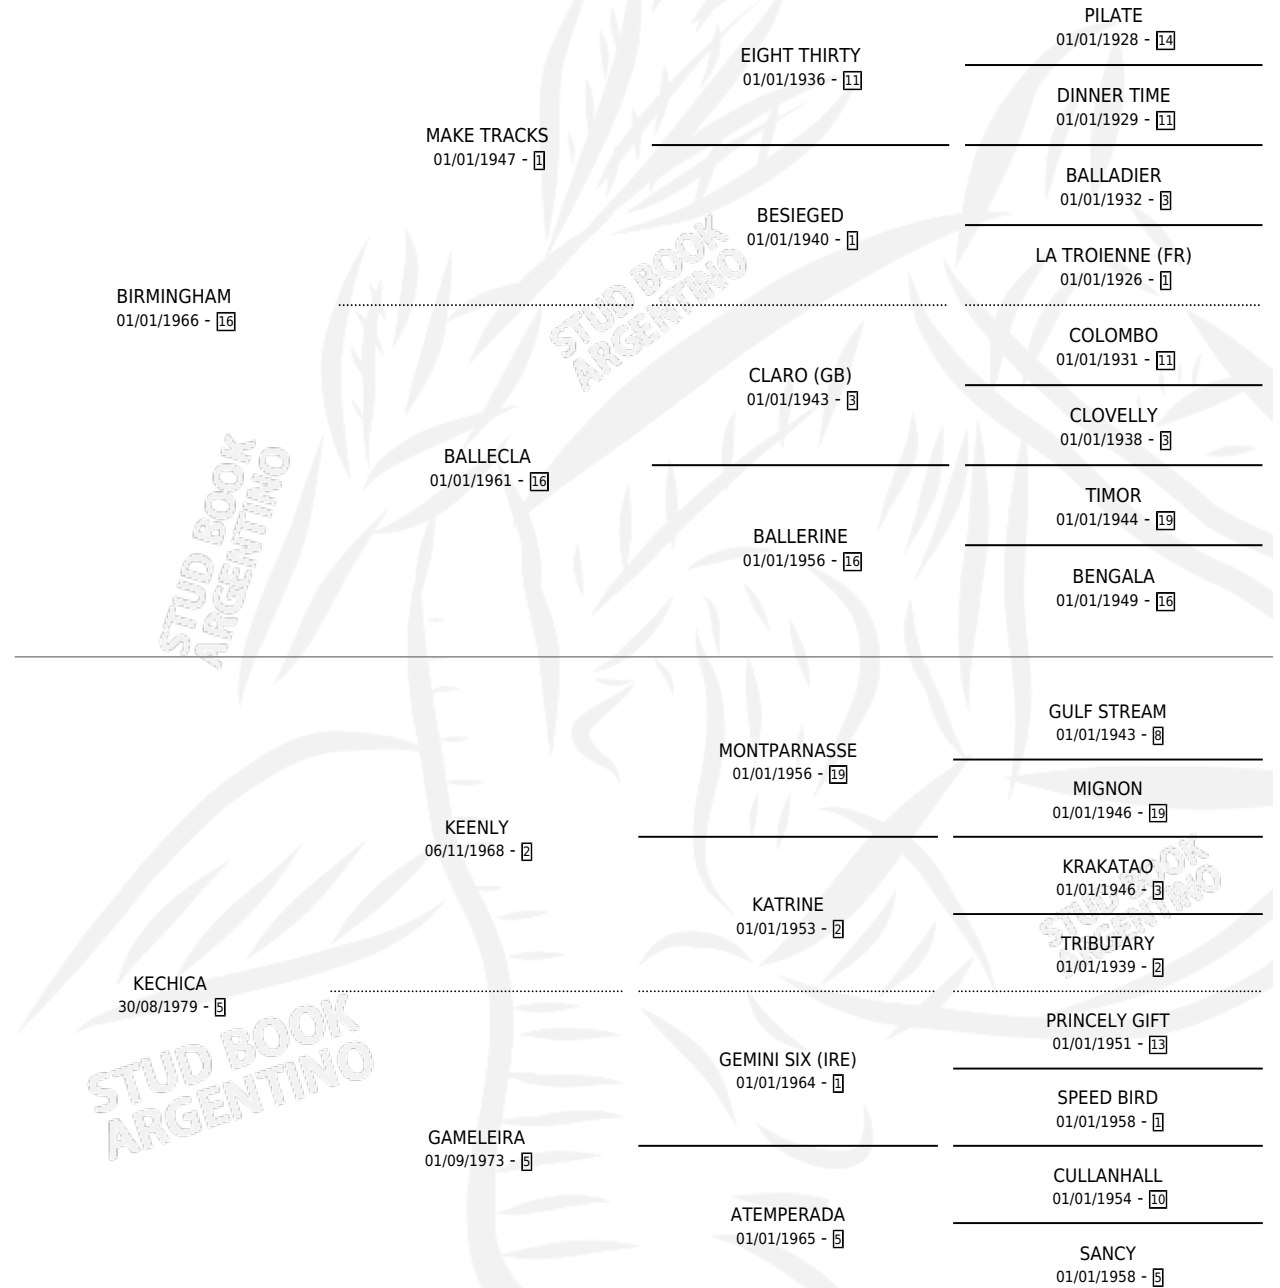 PILATE
01/01/1928 - 14
EIGHT THIRTY
01/01/1936 - 11
DINNER TIME
01/01/1929 - 11
MAKE TRACKS
01/01/1947 - 1
BALLADIER
01/01/1932 - 3
BESIEGED
01/01/1940 - 1
LA TROIENNE (FR)
01/01/1926 - 1
BIRMINGHAM
01/01/1966 - 16
STUD BOOK
ARGENTINO
COLOMBO
01/01/1931 - 11
CLARO (GB)
01/01/1943 - 3
CLOVELLY
01/01/1938 - 3
BALLECLA
01/01/1961 - 16
TIMOR
01/01/1944 - 19
BALLERINE
01/01/1956 - 16
BENGALA
01/01/1949 - 16
STUD BOOK
ARGENTINO
GULF STREAM
01/01/1943 - 8
MONTPARNASSE
01/01/1956 - 19
MIGNON
01/01/1946 - 19
KEENLY
06/11/1968 - 2
KRAKATAO
01/01/1946 - 3
KATRINE
01/01/1953 - 2
TRIBUTARY
01/01/1939 - 2
STUD BOOK
ARGENTINO
KECHICA
30/08/1979 - 5
PRINCELY GIFT
01/01/1951 - 13
GEMINI SIX (IRE)
01/01/1964 - 1
SPEED BIRD
01/01/1958 - 1
STUD BOOK
ARGENTINO
GAMELEIRA
01/09/1973 - 5
CULLANHALL
01/01/1954 - 10
ATEMPERADA
01/01/1965 - 5
SANCY
01/01/1958 - 5